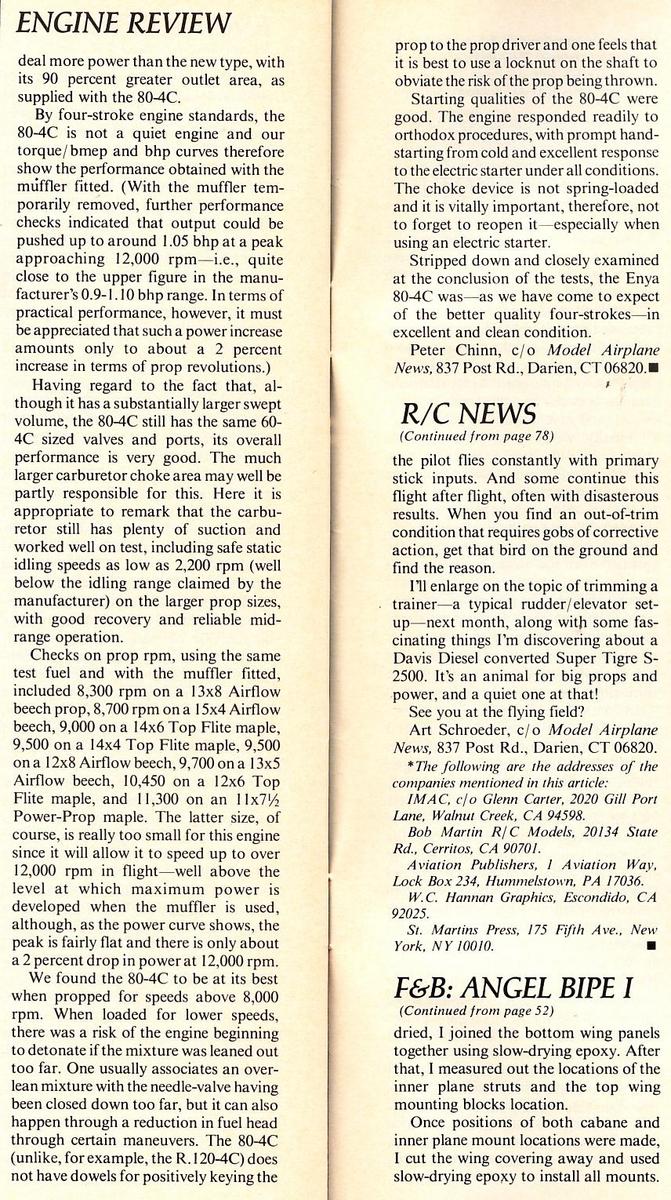 ENGINE REVIEW
deal more power than the new type, with
its 90 percent greater outlet area, as
supplied with the 80-4C.
By four-stroke engine standards, the
80-4C is not a quiet engine and our
torque/bmep and bhp curves therefore
show the performance obtained with the
muffler fitted. (With the muffler tem-
porarily removed, further performance
checks indicated that output could be
pushed up to around 1.05 bhp at a peak
approaching 12,000 rpm—i.e., quite
close to the upper figure in the manu-
facturer's 0.9-1.10 bhp range. In terms of
practical performance, however, it must
be appreciated that such a power increase
amounts only to about a 2 percent
increase in terms of prop revolutions.)
Having regard to the fact that, al-
though it has a substantially larger swept
volume, the 80-4C still has the same 60-
4C sized valves and ports, its overall
performance is very good. The much
larger carburetor choke area may well be
partly responsible for this. Here it is
appropriate to remark that the carbu-
retor still has plenty of suction and
worked well on test, including safe static
idling speeds as low as 2,200 rpm (well
below the idling range claimed by the
manufacturer) on the larger prop sizes,
with good recovery and reliable mid-
range operation.
Checks on prop rpm, using the same
test fuel and with the muffler fitted,
included 8,300 rpm on a 13x8 Airflow
beech prop, 8,700 rpm on a 15x4 Airflow
beech, 9,000 on a 14x6 Top Flite maple,
9,500 on a 14x4 Top Flite maple, 9,500
on a 12x8 Airflow beech, 9,700 on a 13x5
Airflow beech, 10,450 on a 12x6 Top
Flite maple, and 11,300 on an 11x7½
Power-Prop maple. The latter size, of
course, is really too small for this engine
since it will allow it to speed up to over
12,000 rpm in flight—well above the
level at which maximum power is
developed when the muffler is used,
although, as the power curve shows, the
peak is fairly flat and there is only about
a 2 percent drop in power at 12,000 rpm.
We found the 80-4C to be at its best
when propped for speeds above 8,000
rpm. When loaded for lower speeds,
there was a risk of the engine beginning
to detonate if the mixture was leaned out
too far. One usually associates an over-
lean mixture with the needle-valve having
been closed down too far, but it can also
happen through a reduction in fuel head
through certain maneuvers. The 80-4C
(unlike, for example, the R.120-4C) does
not have dowels for positively keying the
prop to the prop driver and one feels that
it is best to use a locknut on the shaft to
obviate the risk of the prop being thrown.
Starting qualities of the 80-4C were
good. The engine responded readily to
orthodox procedures, with prompt hand-
starting from cold and excellent response
to the electric starter under all conditions.
The choke device is not spring-loaded
and it is vitally important, therefore, not
to forget to reopen it—especially when
using an electric starter.
Stripped down and closely examined
at the conclusion of the tests, the Enya
80-4C was—as we have come to expect
of the better quality four-strokes—in
excellent and clean condition.
Peter Chinn, c/o Model Airplane
News, 837 Post Rd., Darien, CT 06820.■
R/C NEWS
(Continued from page 78)
the pilot flies constantly with primary
stick inputs. And some continue this
flight after flight, often with disastrous
results. When you find an out-of-trim
condition that requires gobs of corrective
action, get that bird on the ground and
find the reason.
I'll enlarge on the topic of trimming a
trainer—a typical rudder/elevator set-
up—next month, along with some fas-
cinating things I'm discovering about a
Davis Diesel converted Super Tigre S-
2500. It's an animal for big props and
power, and a quiet one at that!
See you at the flying field?
Art Schroeder, c/o Model Airplane
News, 837 Post Rd., Darien, CT 06820.
*The following are the addresses of the
companies mentioned in this article:
IMAC, c/o Glenn Carter, 2020 Gill Port
Lane, Walnut Creek, CA 94598.
Bob Martin R/C Models, 20134 State
Rd., Cerritos, CA 90701.
Aviation Publishers, 1 Aviation Way,
Lock Box 234, Hummelstown, PA 17036.
W.C. Hannan Graphics, Escondido, CA
92025.
St. Martins Press, 175 Fifth Ave., New
York, NY 10010. ■
F&B: ANGEL BIPE I
(Continued from page 52)
dried, I joined the bottom wing panels
together using slow-drying epoxy. After
that, I measured out the locations of the
inner plane struts and the top wing
mounting blocks location.
Once positions of both cabane and
inner plane mount locations were made,
I cut the wing covering away and used
slow-drying epoxy to install all mounts.